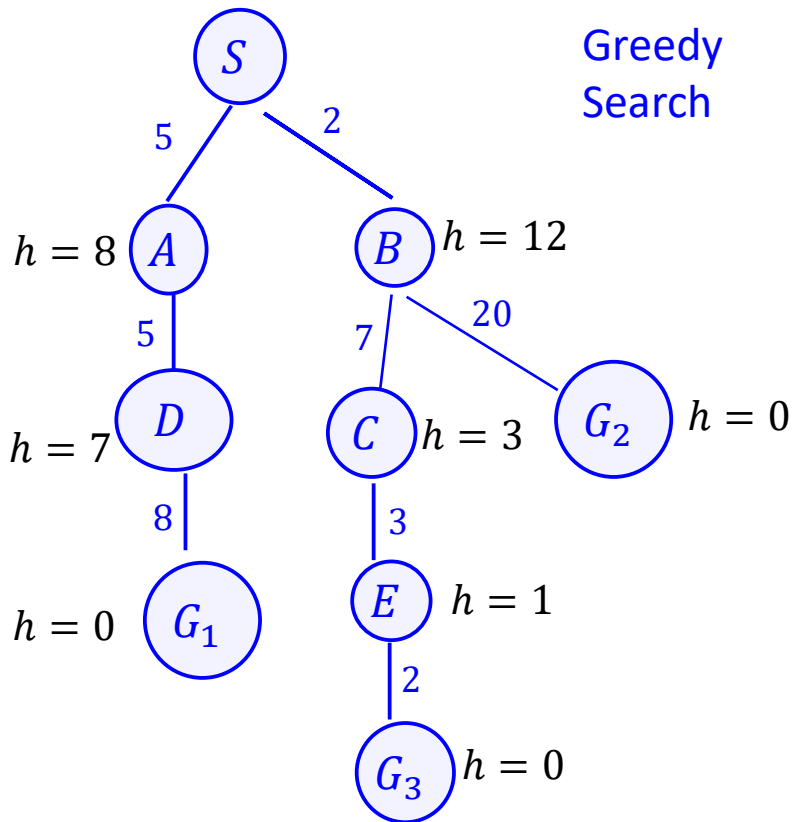 S
Greedy
Search
5
2
h = 8
A
B
h = 12
5
7
20
h = 7
D
C
h = 3
G₂
h = 0
8
3
h = 0
G₁
E
h = 1
2
G₃
h = 0